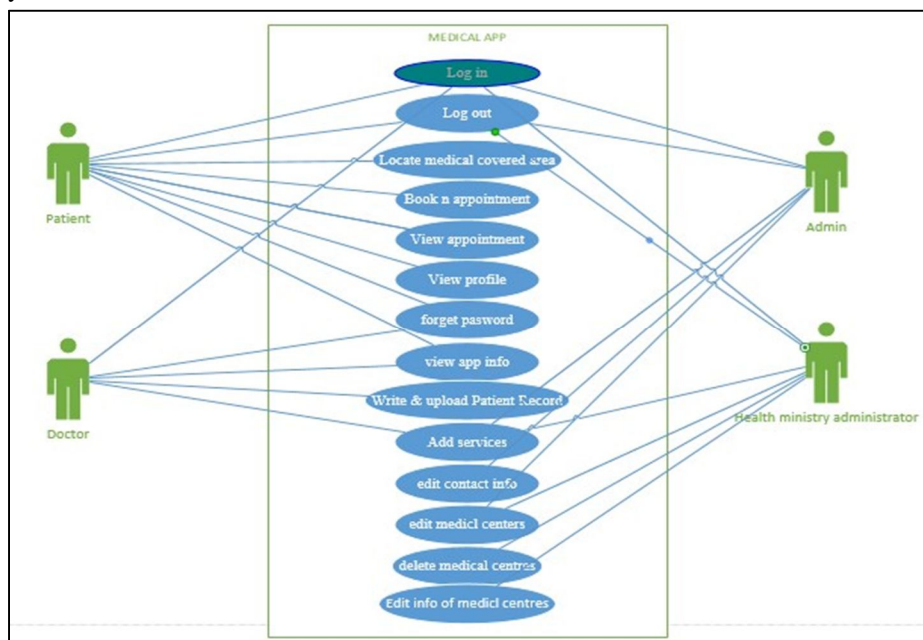 MEDICAL APP
Log in
Log out
Locate medical covered area
Book n appointment
View appointment
View profile
forget pasword
view app info
Write & upload Patient Record
Add services
edit contact info
edit medicl centers
delete medical centres
Edit info of medicl centres
Patient
Doctor
Admin
Health ministry administrator